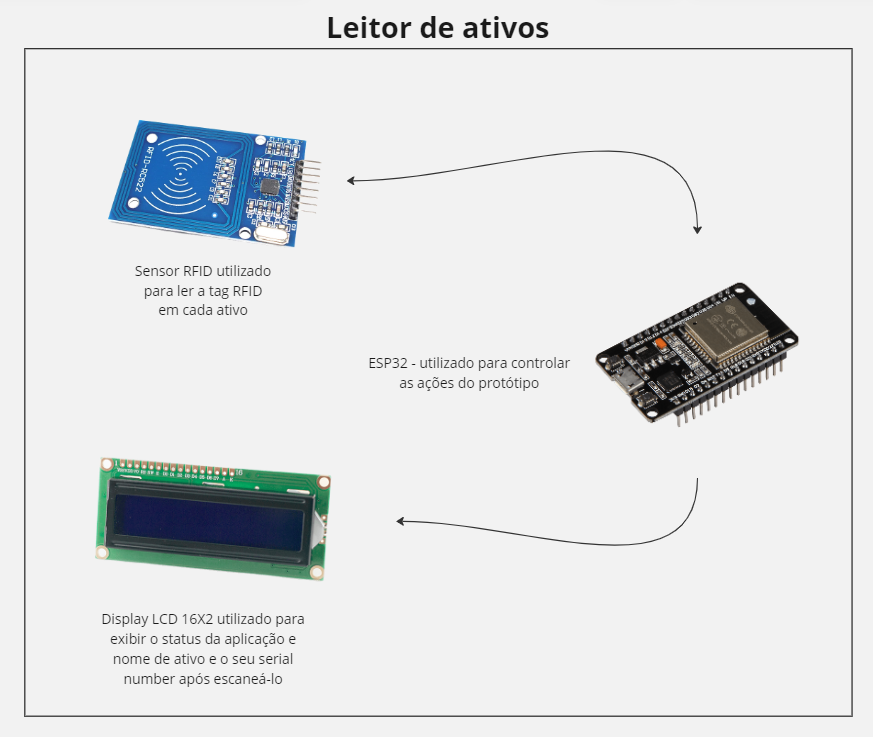 Leitor de ativos
RFID-RC522
Sensor RFID utilizado
para ler a tag RFID
em cada ativo
ESP32 - utilizado para controlar
as ações do protótipo
Display LCD 16X2 utilizado para
exibir o status da aplicação e
nome de ativo e o seu serial
number após escaneá-lo